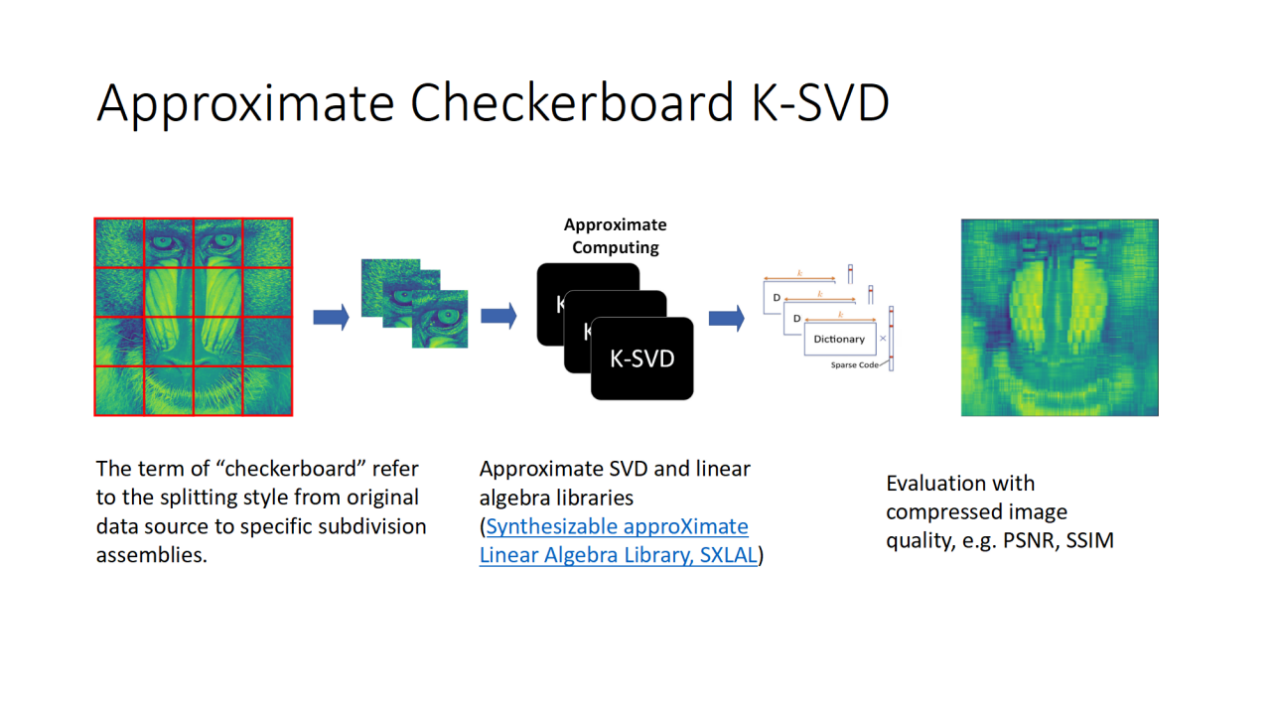 Approximate Checkerboard K-SVD
Approximate
Computing
K
K
K-SVD
k
D
k
D
k
Dictionary
×
Sparse Code
The term of “checkerboard” refer
to the splitting style from original
data source to specific subdivision
assemblies.
Approximate SVD and linear
algebra libraries
(Synthesizable approXimate
Linear Algebra Library, SXLAL)
Evaluation with
compressed image
quality, e.g. PSNR, SSIM